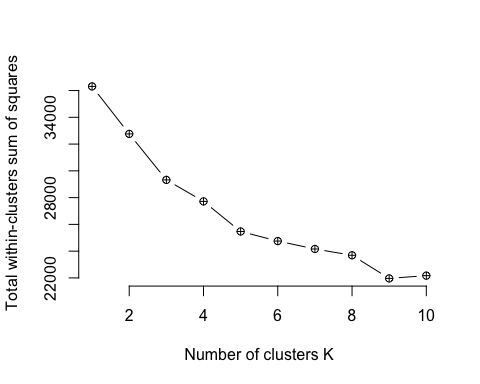 Total within-clusters sum of squares
34000
28000
22000
2 4 6 8 10
Number of clusters K